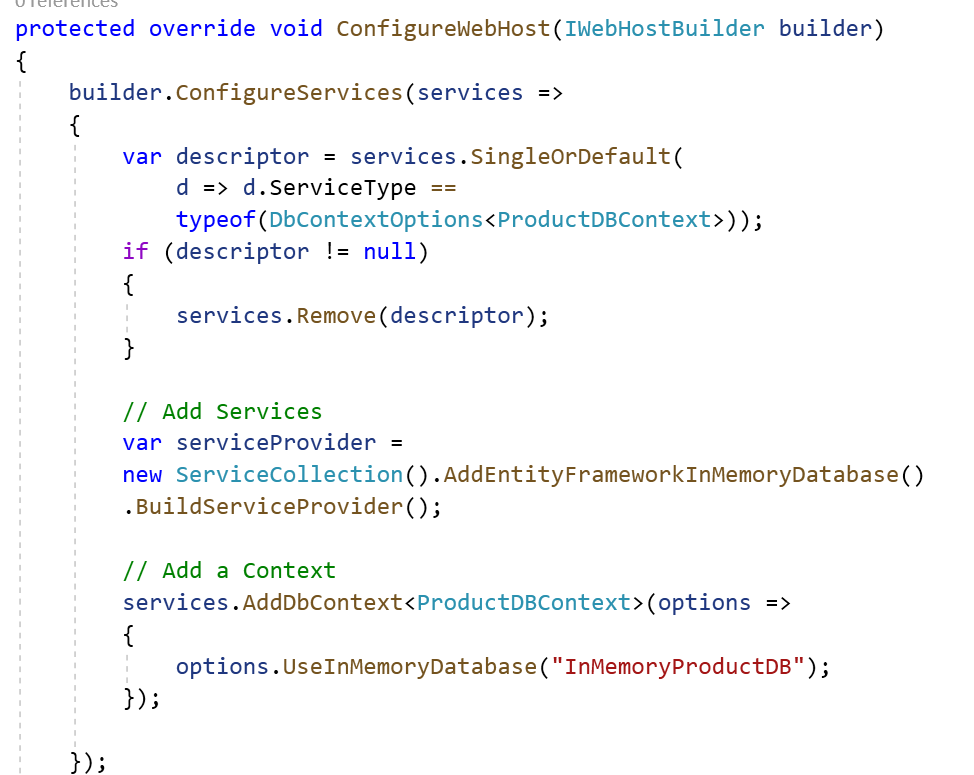 0 references
protected override void ConfigureWebHost(IWebHostBuilder builder)
{
builder.ConfigureServices(services =>
{
var descriptor = services.SingleOrDefault(
d => d.ServiceType ==
typeof(DbContextOptions<ProductDBContext>));
if (descriptor != null)
{
services.Remove(descriptor);
}
// Add Services
var serviceProvider =
new ServiceCollection().AddEntityFrameworkInMemoryDatabase()
.BuildServiceProvider();
// Add a Context
services.AddDbContext<ProductDBContext>(options =>
{
options.UseInMemoryDatabase("InMemoryProductDB");
});
});